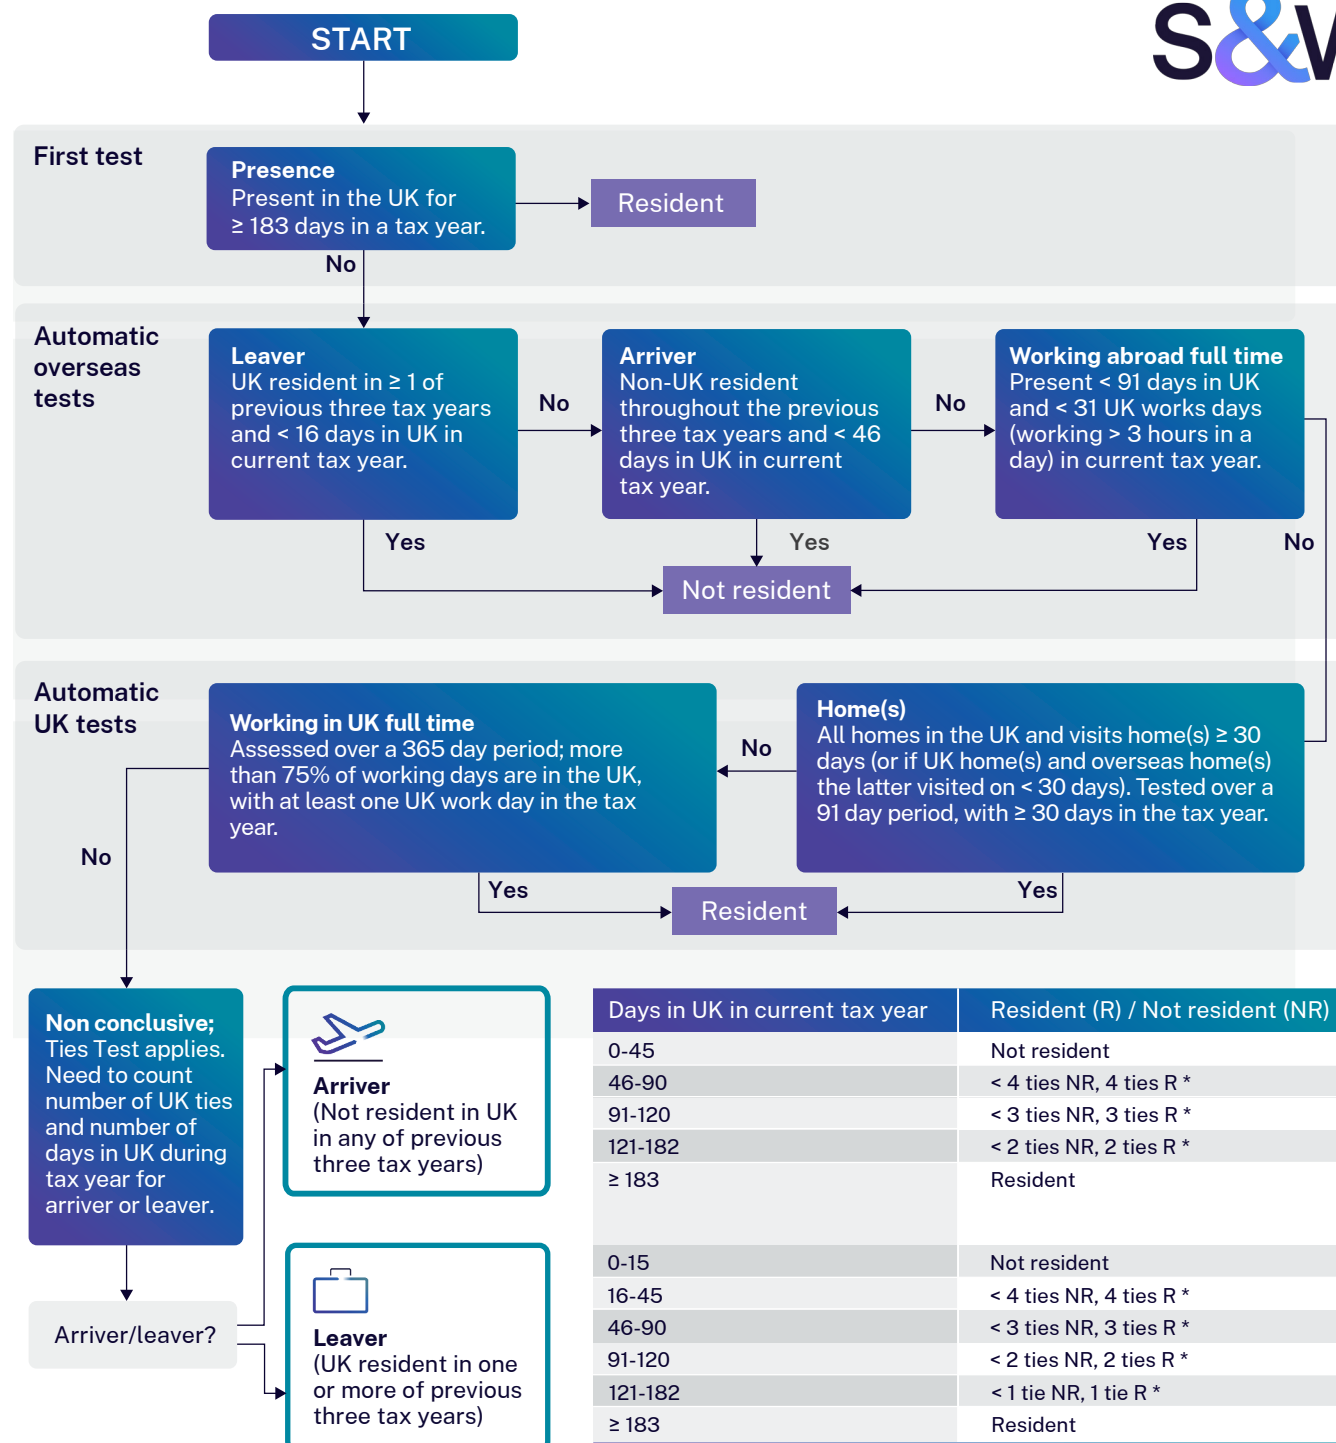 START
S&W
First test
Presence
Present in the UK for
≥ 183 days in a tax year.
Resident
No
Automatic
overseas
tests
Leaver
UK resident in ≥ 1 of
previous three tax years
and < 16 days in UK in
current tax year.
No
Arriver
Non-UK resident
throughout the previous
three tax years and < 46
days in UK in current
tax year.
No
Working abroad full time
Present < 91 days in UK
and < 31 UK works days
(working > 3 hours in a
day) in current tax year.
Yes
Yes
Yes
No
Not resident
Automatic
UK tests
Working in UK full time
Assessed over a 365 day period; more
than 75% of working days are in the UK,
with at least one UK work day in the tax
year.
No
Home(s)
All homes in the UK and visits home(s) ≥ 30
days (or if UK home(s) and overseas home(s)
the latter visited on < 30 days). Tested over a
91 day period, with ≥ 30 days in the tax year.
No
Yes
Resident
Yes
Non conclusive;
Ties Test applies.
Need to count
number of UK ties
and number of
days in UK during
tax year for
arriver or leaver.
Arriver/leaver?
Arriver
(Not resident in UK
in any of previous
three tax years)
Leaver
(UK resident in one
or more of previous
three tax years)
Days in UK in current tax year Resident (R) / Not resident (NR)
0-45 Not resident
46-90 < 4 ties NR, 4 ties R *
91-120 < 3 ties NR, 3 ties R *
121-182 < 2 ties NR, 2 ties R *
≥ 183 Resident
0-15 Not resident
16-45 < 4 ties NR, 4 ties R *
46-90 < 3 ties NR, 3 ties R *
91-120 < 2 ties NR, 2 ties R *
121-182 < 1 tie NR, 1 tie R *
≥ 183 Resident